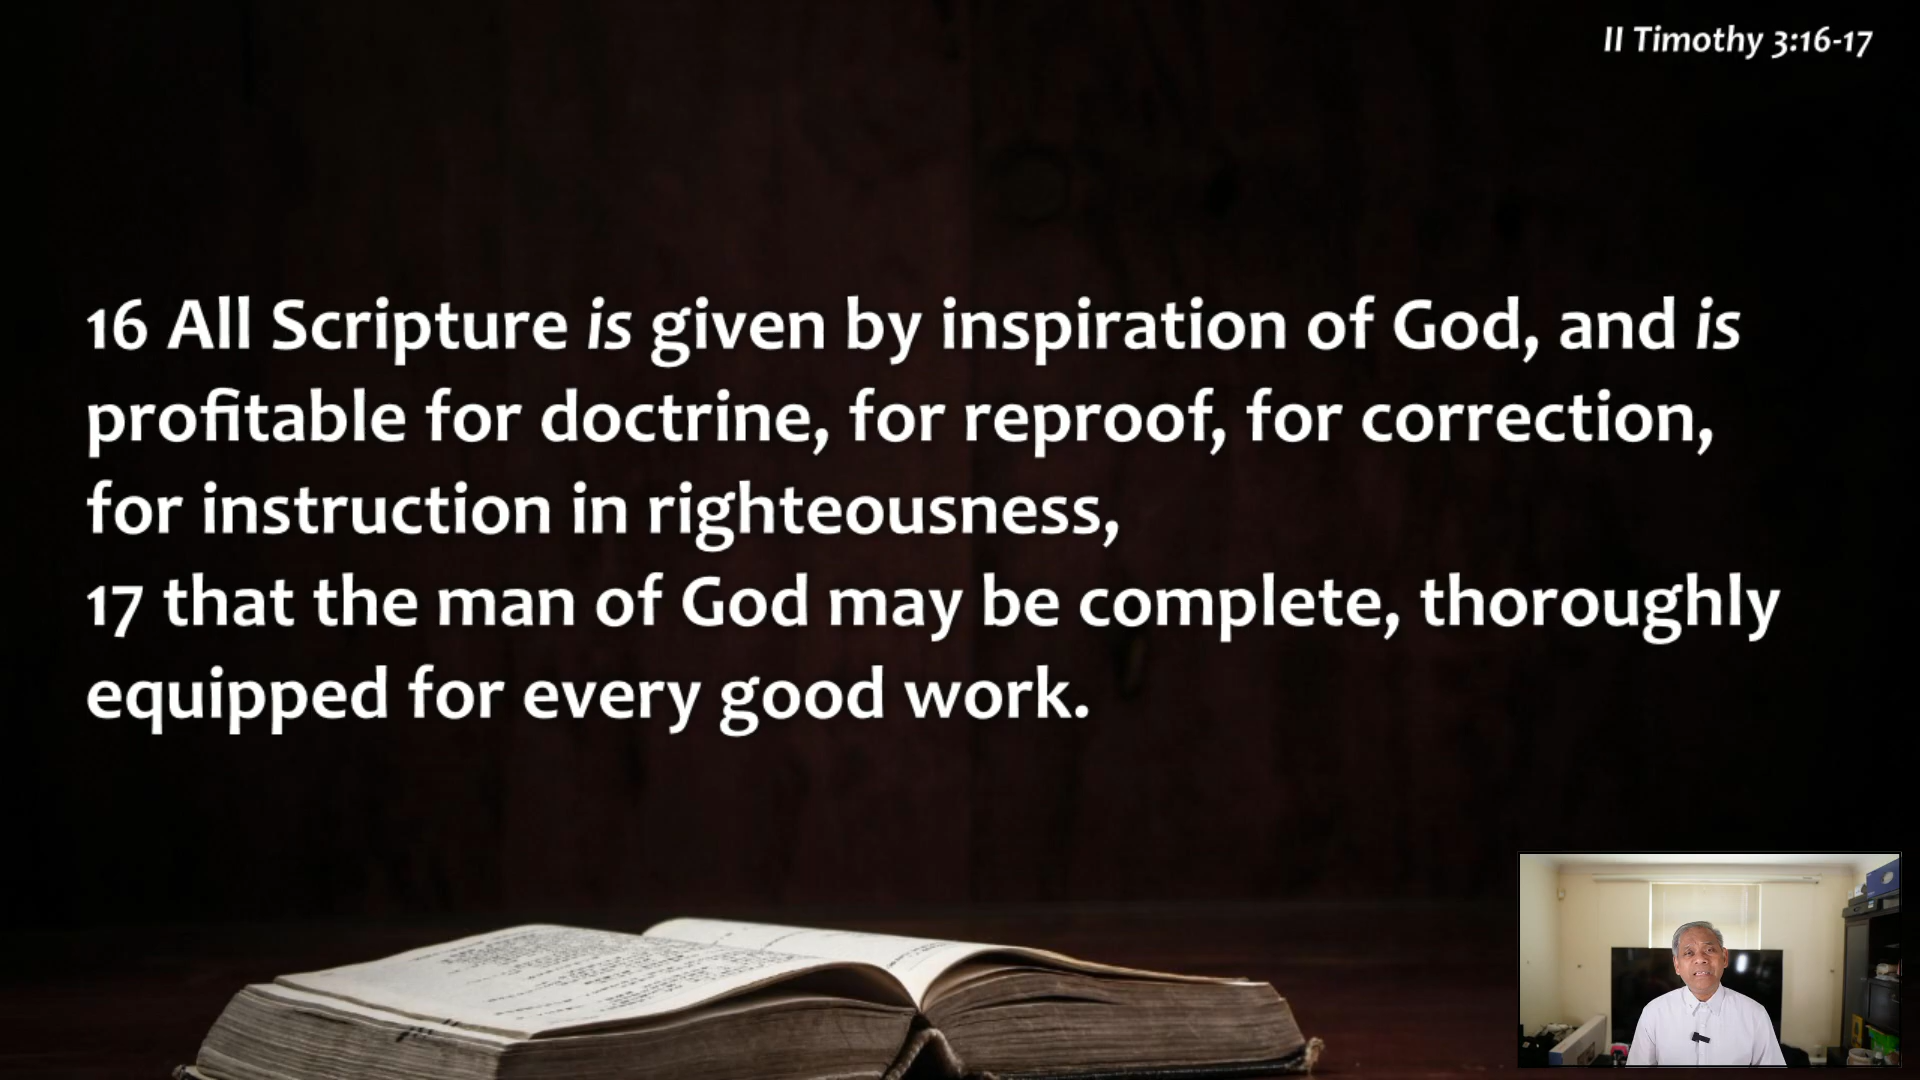 II Timothy 3:16-17
16 All Scripture is given by inspiration of God, and is
profitable for doctrine, for reproof, for correction,
for instruction in righteousness,
17 that the man of God may be complete, thoroughly
equipped for every good work.